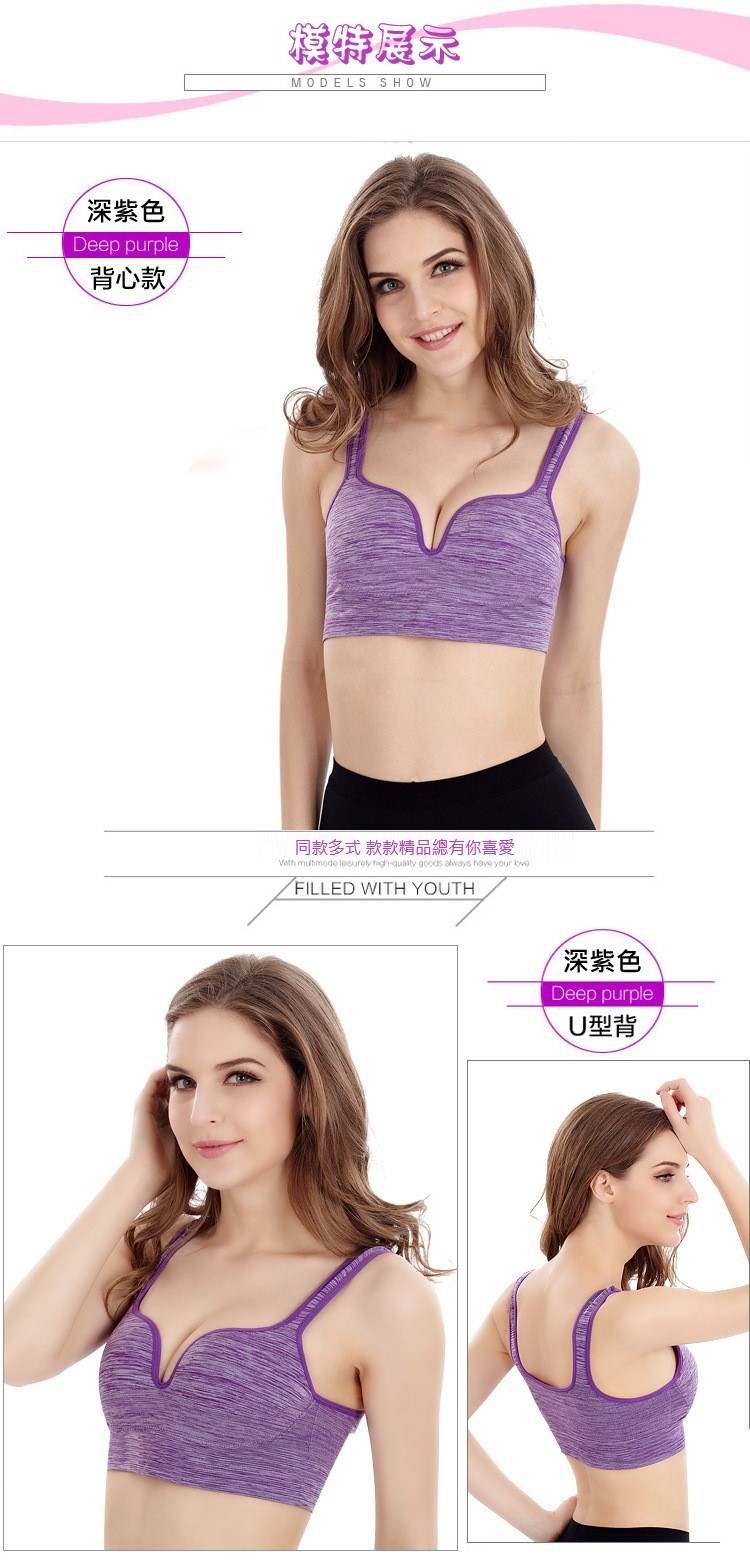 模特展示
MODELS SHOW
深紫色
Deep purple
背心款
同款多式 款款精品總有你喜愛
With multimode leisurely high-quality goods always have your love
FILLED WITH YOUTH
深紫色
Deep purple
U型背